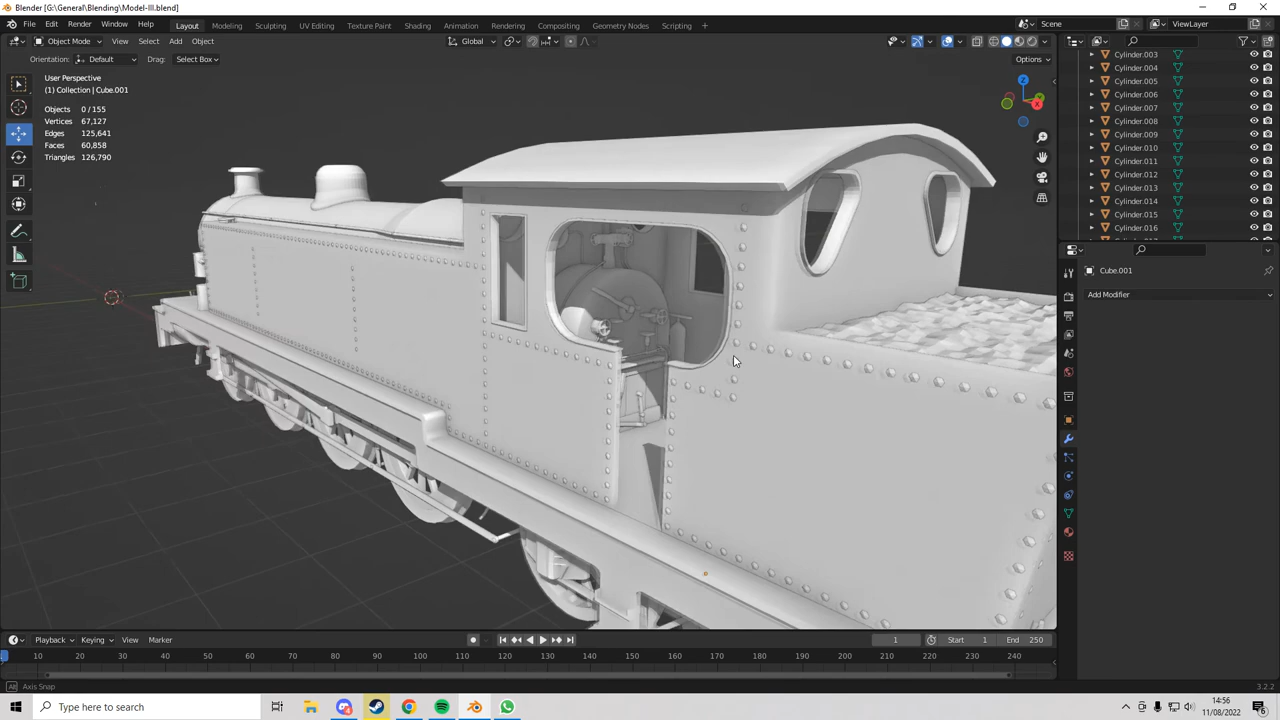 Blender [G:\General\Blending\Model-III.blend]
File Edit Render Window Help Layout Modeling Sculpting UV Editing Texture Paint Shading Animation Rendering Compositing Geometry Nodes Scripting + Scene ViewLayer
Object Mode View Select Add Object Global
Orientation: Default Drag: Select Box Options
User Perspective
(1) Collection | Cube.001
Objects 0 / 155
Vertices 67,127
Edges 125,641
Faces 60,858
Triangles 126,790
Z
Y
X
Cylinder.003
Cylinder.004
Cylinder.005
Cylinder.006
Cylinder.007
Cylinder.008
Cylinder.009
Cylinder.010
Cylinder.011
Cylinder.012
Cylinder.013
Cylinder.014
Cylinder.015
Cylinder.016
Cube.001
Add Modifier
Playback Keying View Marker 1 Start 1 End 250
10 20 30 40 50 60 70 80 90 100 110 120 130 140 150 160 170 180 190 200 210 220 230 240
Alt Axis Snap 3.2.2
Type here to search
14:56
11/08/2022
6